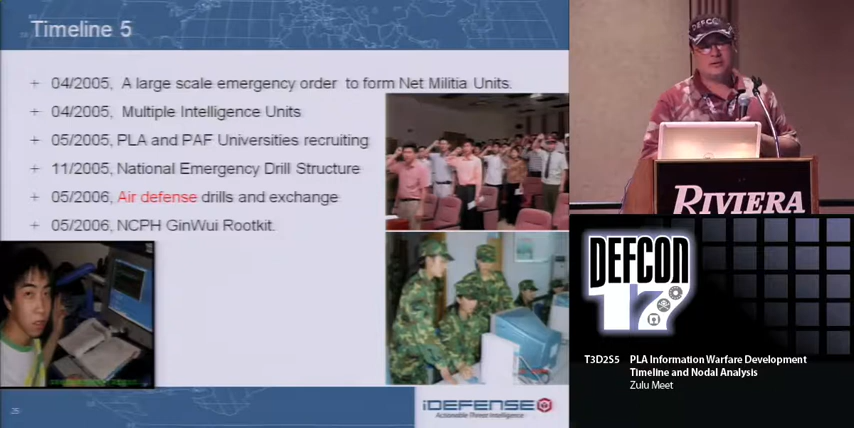 Timeline 5
+ 04/2005, A large scale emergency order to form Net Militia Units.
+ 04/2005, Multiple Intelligence Units
+ 05/2005, PLA and PAF Universities recruiting
+ 11/2005, National Emergency Drill Structure
+ 05/2006, Air defense drills and exchange
+ 05/2006, NCPH GinWui Rootkit.
iDEFENSE
Actionable Threat Intelligence
DEFCON
RIVIERA
DEFCON
17
T3D2S5 PLA Information Warfare Development
Timeline and Nodal Analysis
Zulu Meet